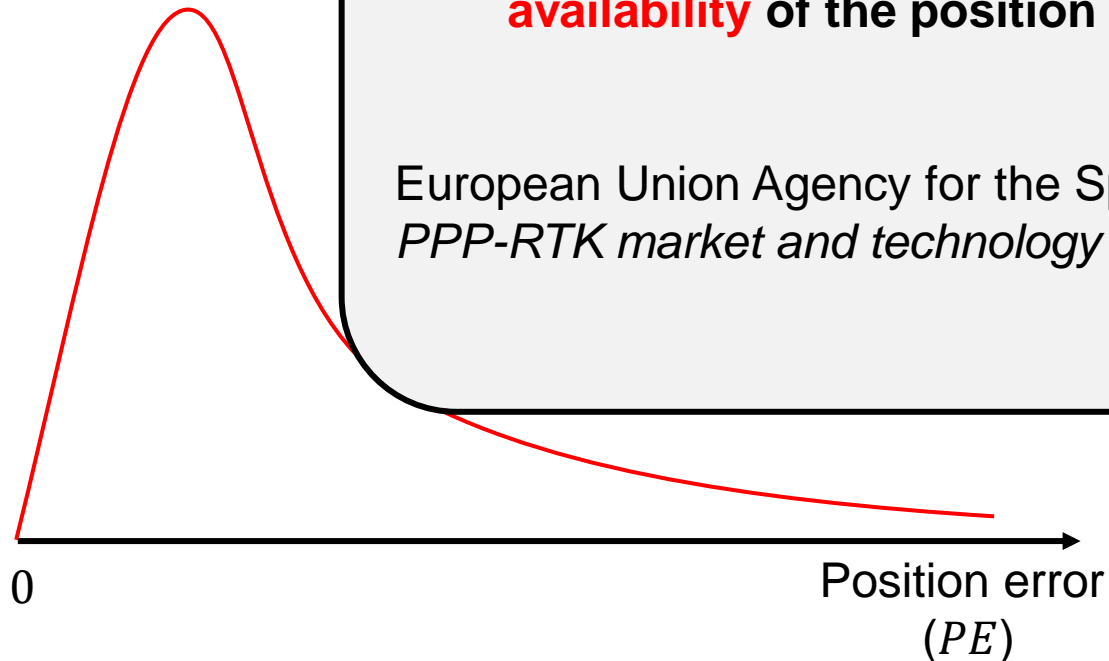 availability of the position
European Union Agency for the Sp
PPP-RTK market and technology
0
Position error
(PE)